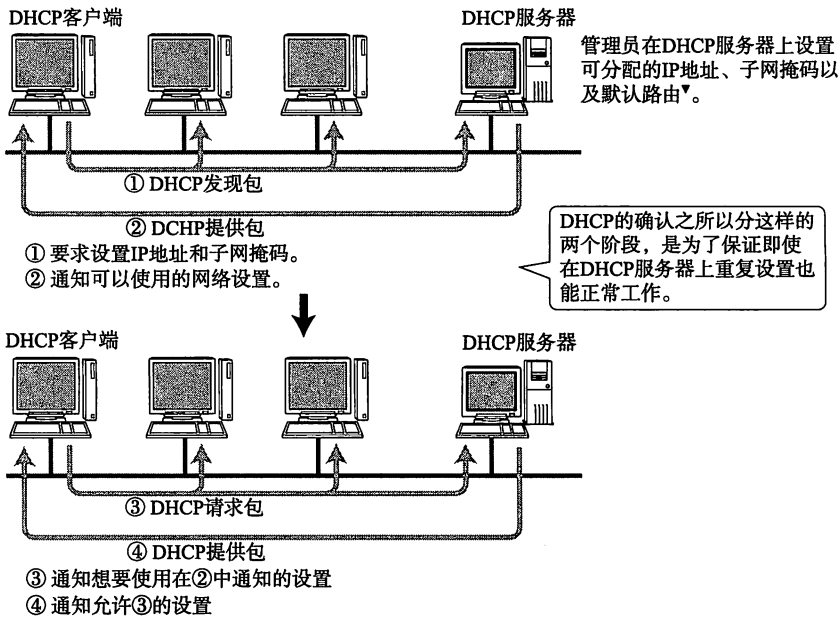 DHCP客户端
DHCP服务器
管理员在DHCP服务器上设置
可分配的IP地址、子网掩码以
及默认路由▼。
① DHCP发现包
② DCHP提供包
① 要求设置IP地址和子网掩码。
② 通知可以使用的网络设置。
DHCP的确认之所以分这样的
两个阶段，是为了保证即使
在DHCP服务器上重复设置也
能正常工作。
DHCP客户端
DHCP服务器
③ DHCP请求包
④ DHCP提供包
③ 通知想要使用在②中通知的设置
④ 通知允许③的设置